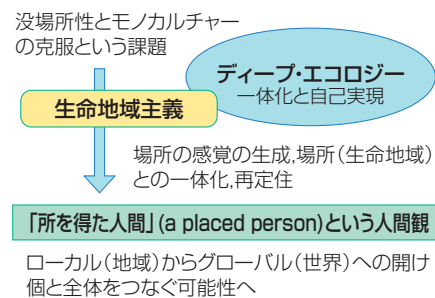 没場所性とモノカルチャー
の克服という課題
ディープ・エコロジー
一体化と自己実現
生命地域主義
場所の感覚の生成,場所(生命地域)
との一体化,再定住
「所を得た人間」(a placed person)という人間観
ローカル(地域)からグローバル(世界)への開け
個と全体をつなぐ可能性へ